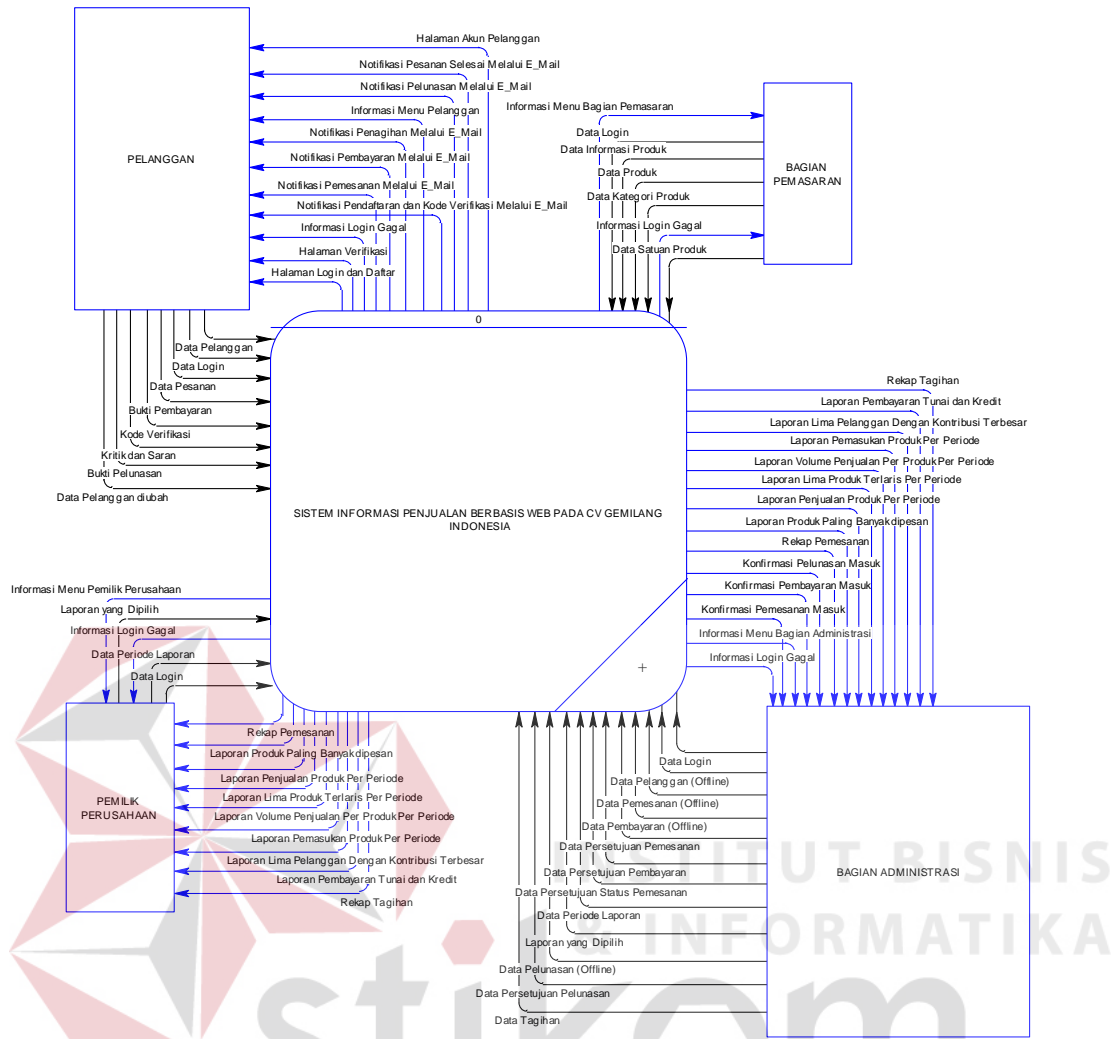 PELANGGAN
Halaman Akun Pelanggan
Notifikasi Pesanan Selesai Melalui E_Mail
Notifikasi Pelunasan Melalui E_Mail
Informasi Menu Pelanggan
Notifikasi Penagihan Melalui E_Mail
Notifikasi Pembayaran Melalui E_Mail
Notifikasi Pemesanan Melalui E_Mail
Notifikasi Pendaftaran dan Kode Verifikasi Melalui E_Mail
Informasi Login Gagal
Halaman Verifikasi
Halaman Login dan Daftar
Informasi Menu Bagian Pemasaran
Data Login
Data Informasi Produk
Data Produk
Data Kategori Produk
Informasi Login Gagal
Data Satuan Produk
BAGIAN
PEMASARAN
0
Data Pelanggan
Data Login
Data Pesanan
Bukti Pembayaran
Kode Verifikasi
Kritik dan Saran
Bukti Pelunasan
Data Pelanggan diubah
SISTEM INFORMASI PENJUALAN BERBASIS WEB PADA CV GEMILANG
INDONESIA
+
Rekap Tagihan
Laporan Pembayaran Tunai dan Kredit
Laporan Lima Pelanggan Dengan Kontribusi Terbesar
Laporan Pemasukan Produk Per Periode
Laporan Volume Penjualan Per Produk Per Periode
Laporan Lima Produk Terlaris Per Periode
Laporan Penjualan Produk Per Periode
Laporan Produk Paling Banyak dipesan
Rekap Pemesanan
Konfirmasi Pelunasan Masuk
Konfirmasi Pembayaran Masuk
Konfirmasi Pemesanan Masuk
Informasi Menu Bagian Administrasi
Informasi Login Gagal
Informasi Menu Pemilik Perusahaan
Laporan yang Dipilih
Informasi Login Gagal
Data Periode Laporan
Data Login
PEMILIK
PERUSAHAAN
Rekap Pemesanan
Laporan Produk Paling Banyak dipesan
Laporan Penjualan Produk Per Periode
Laporan Lima Produk Terlaris Per Periode
Laporan Volume Penjualan Per Produk Per Periode
Laporan Pemasukan Produk Per Periode
Laporan Lima Pelanggan Dengan Kontribusi Terbesar
Laporan Pembayaran Tunai dan Kredit
Rekap Tagihan
Data Login
Data Pelanggan (Offline)
Data Pemesanan (Offline)
Data Pembayaran (Offline)
Data Persetujuan Pemesanan
Data Persetujuan Pembayaran
Data Persetujuan Status Pemesanan
Data Periode Laporan
Laporan yang Dipilih
Data Pelunasan (Offline)
Data Persetujuan Pelunasan
Data Tagihan
BAGIAN ADMINISTRASI
INSTITUT BISNIS
& INFORMATIKA
stikom